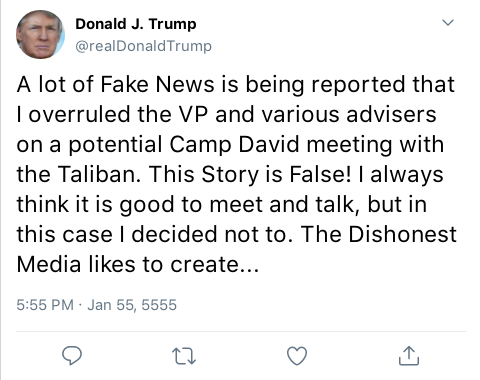 Donald J. Trump
@realDonaldTrump
A lot of Fake News is being reported that
I overruled the VP and various advisers
on a potential Camp David meeting with
the Taliban. This Story is False! I always
think it is good to meet and talk, but in
this case I decided not to. The Dishonest
Media likes to create...
5:55 PM · Jan 55, 5555